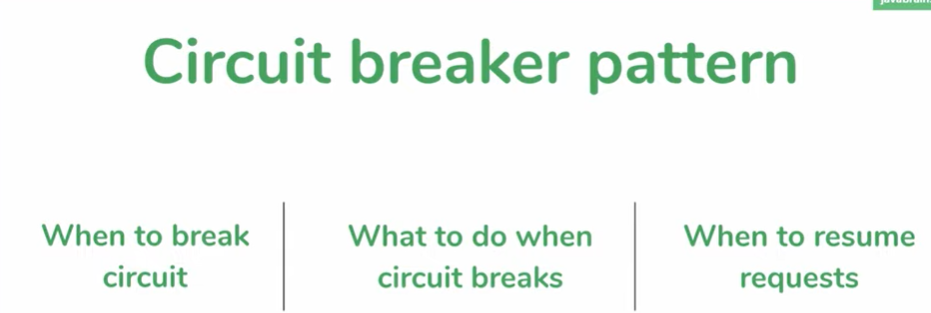 Circuit breaker pattern
When to break
circuit
What to do when
circuit breaks
When to resume
requests